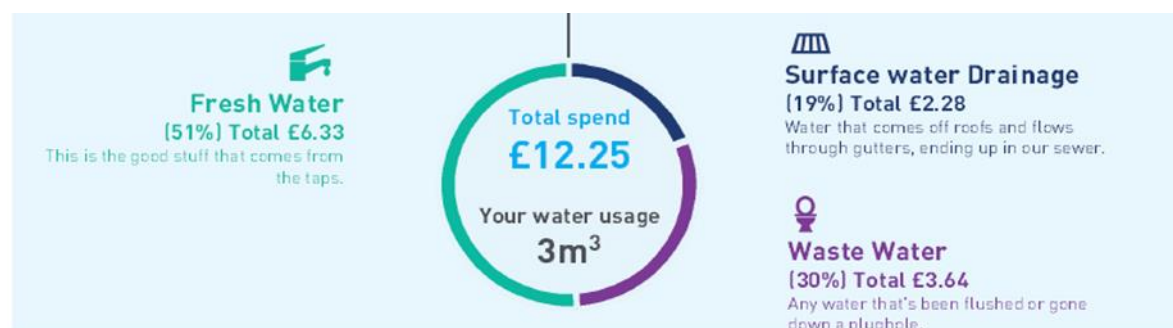 Fresh Water
(51%) Total £6.33
This is the good stuff that comes from
the taps.
Total spend
£12.25
Your water usage
3m³
Surface water Drainage
(19%) Total £2.28
Water that comes off roofs and flows
through gutters, ending up in our sewer.
Waste Water
(30%) Total £3.64
Any water that's been flushed or gone
down a plughole.